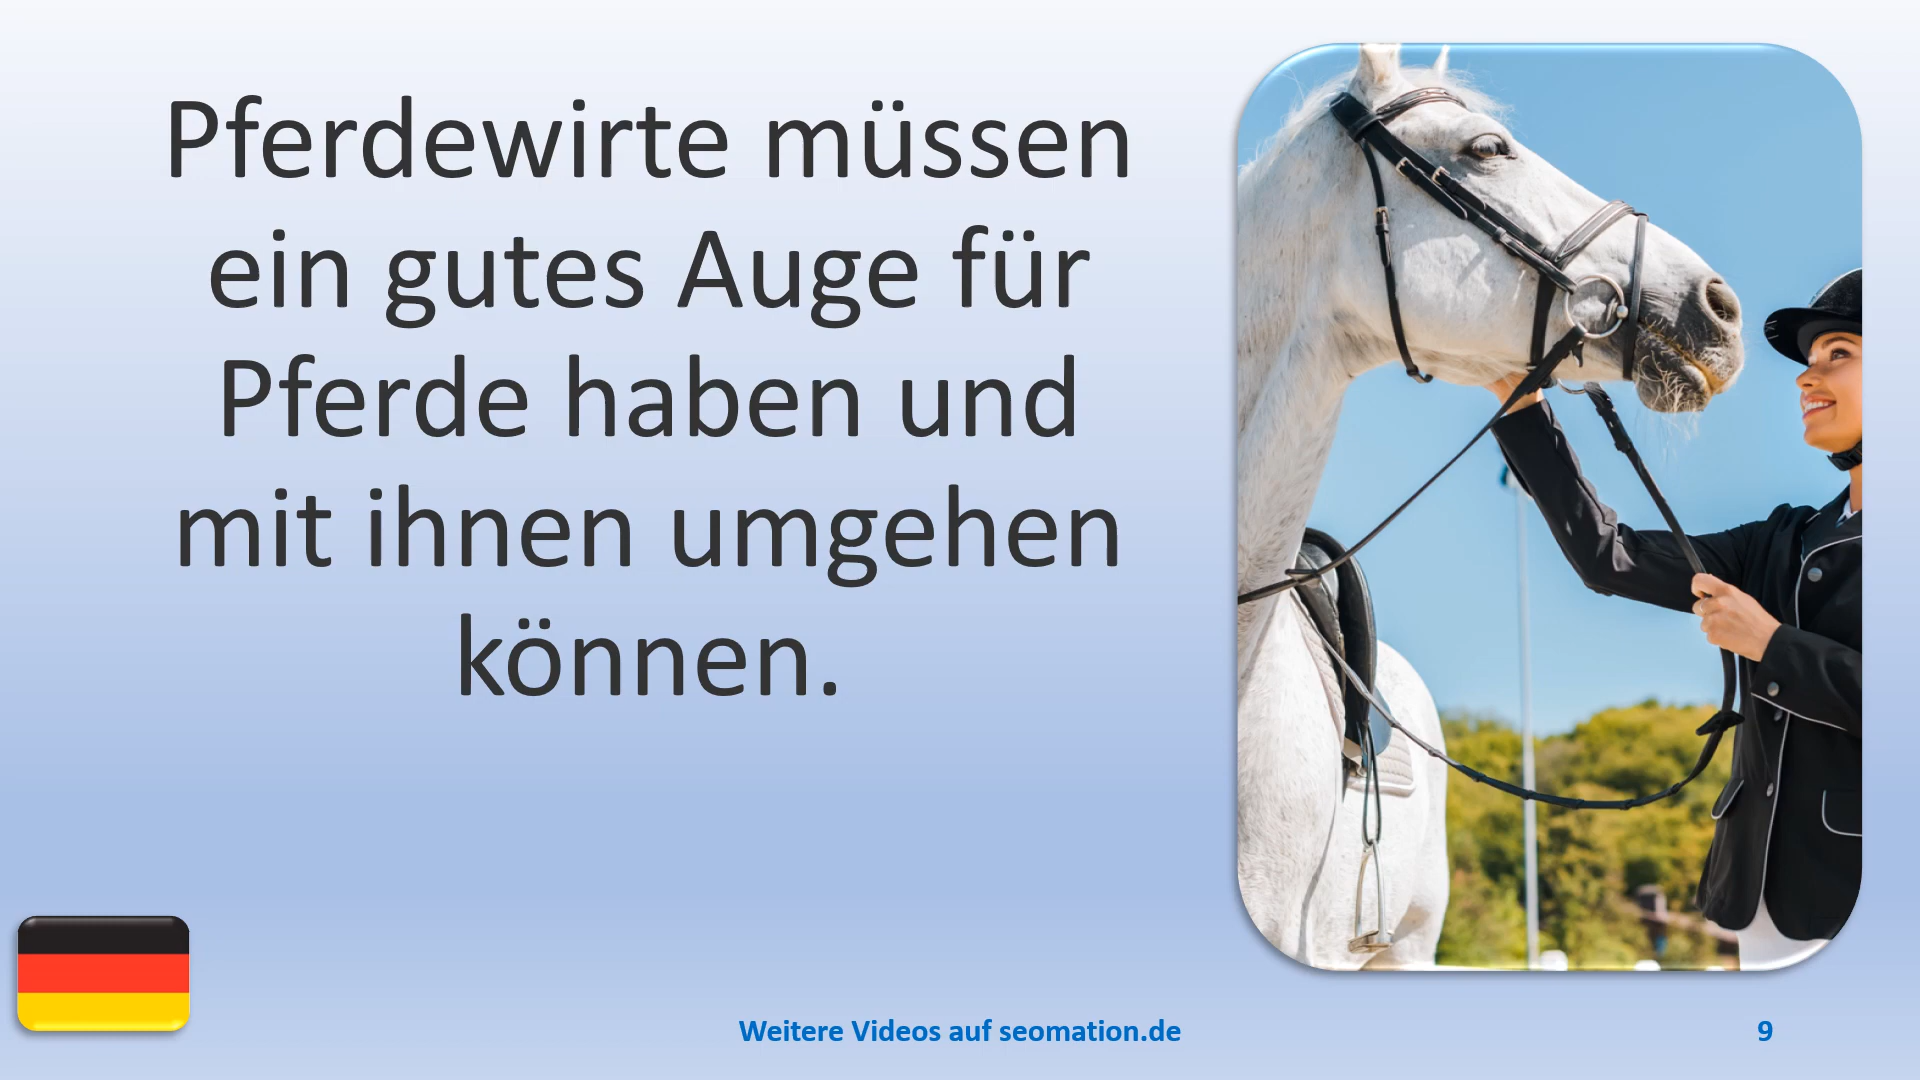 Pferdewirte müssen
ein gutes Auge für
Pferde haben und
mit ihnen umgehen
können.
Weitere Videos auf seomation.de
9